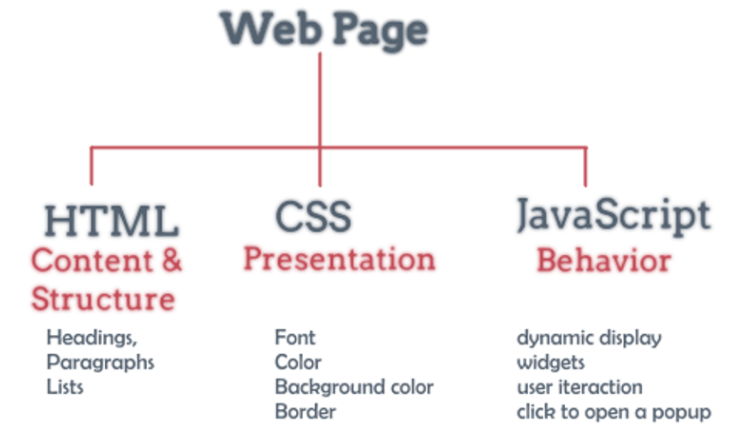 Web Page
HTML
Content &
Structure
Headings,
Paragraphs
Lists
CSS
Presentation
Font
Color
Background color
Border
JavaScript
Behavior
dynamic display
widgets
user iteraction
click to open a popup